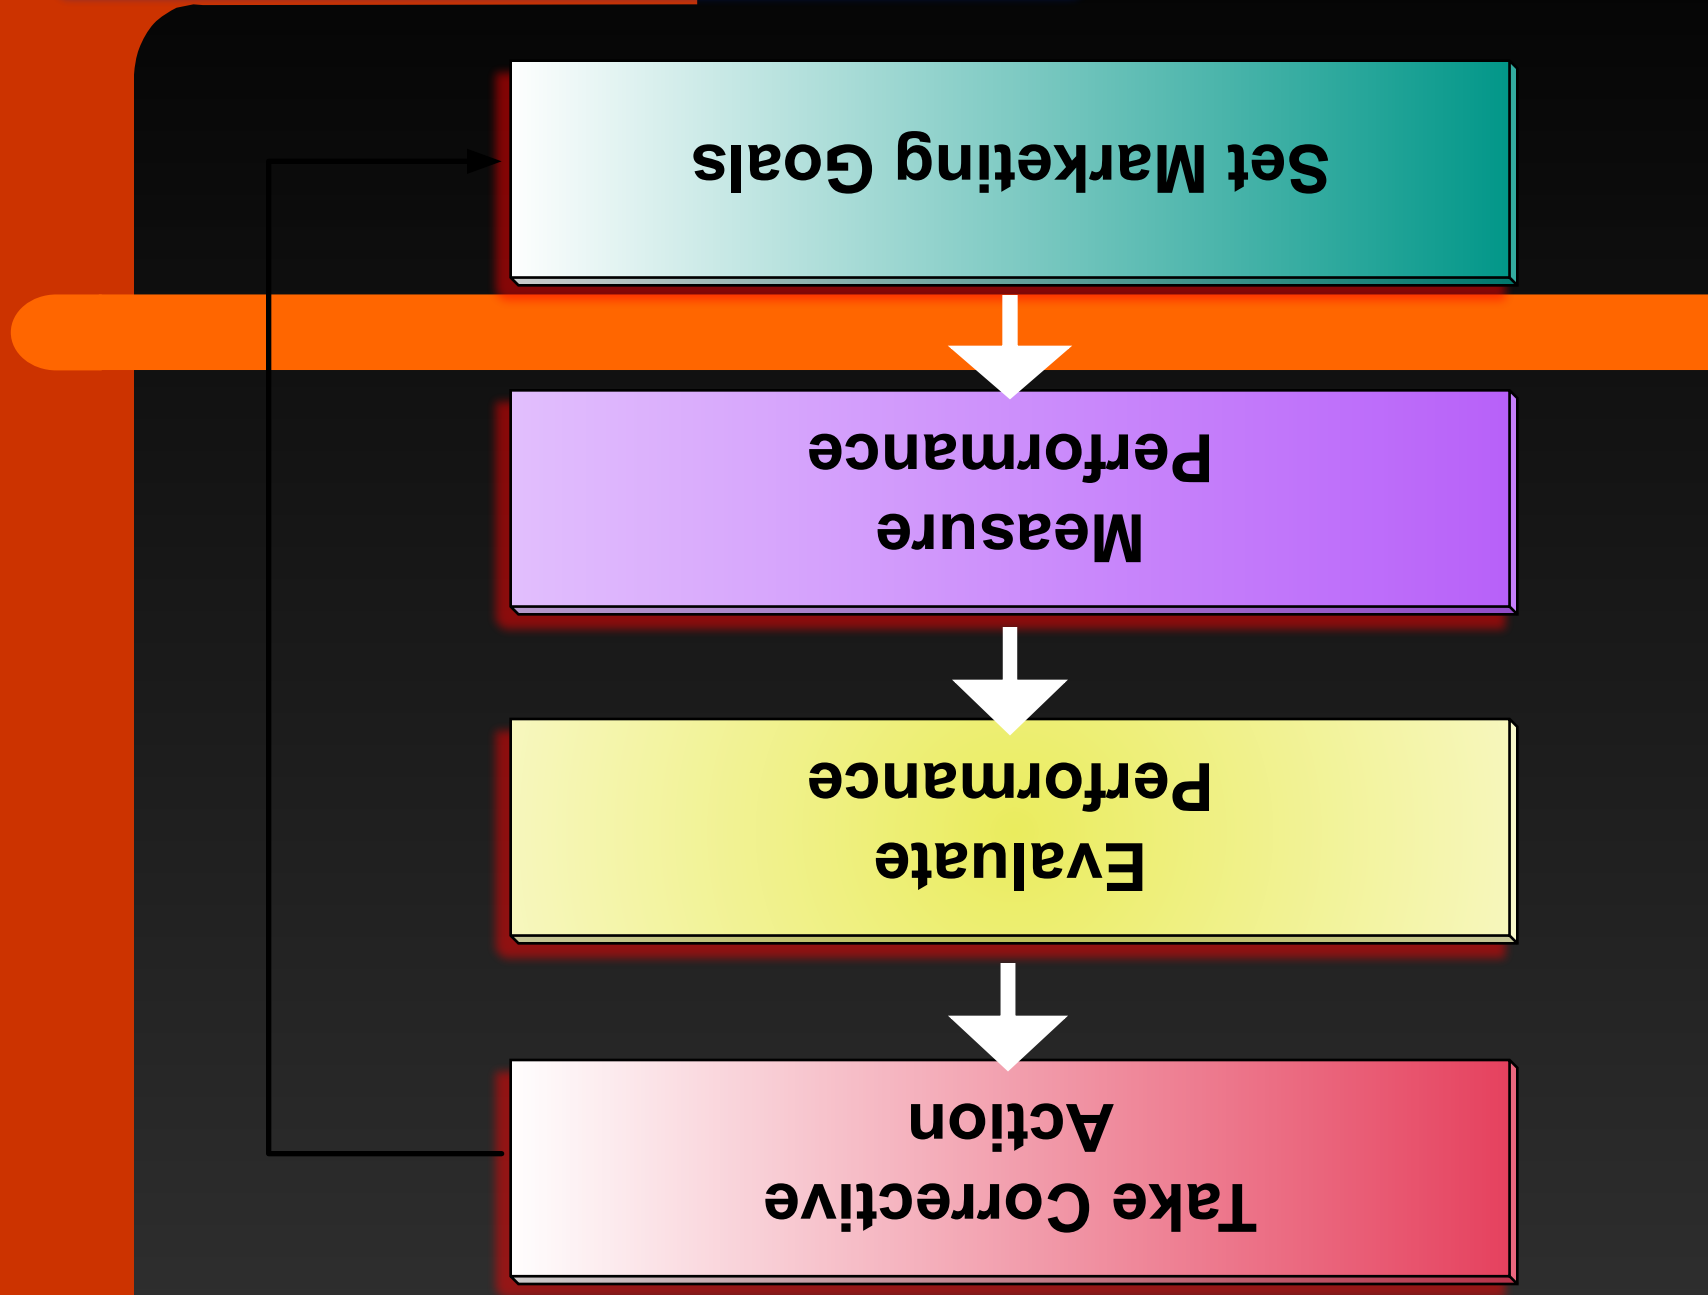 Set Marketing Goals
Measure
Performance
Evaluate
Performance
Take Corrective
Action